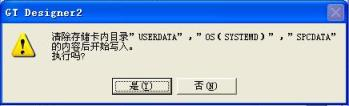 GT Designer2
清除存储卡内目录"USERDATA","OS(SYSTEMD)","SPCDATA"
的内容后开始写入。
执行吗?
是(Y)
否(N)